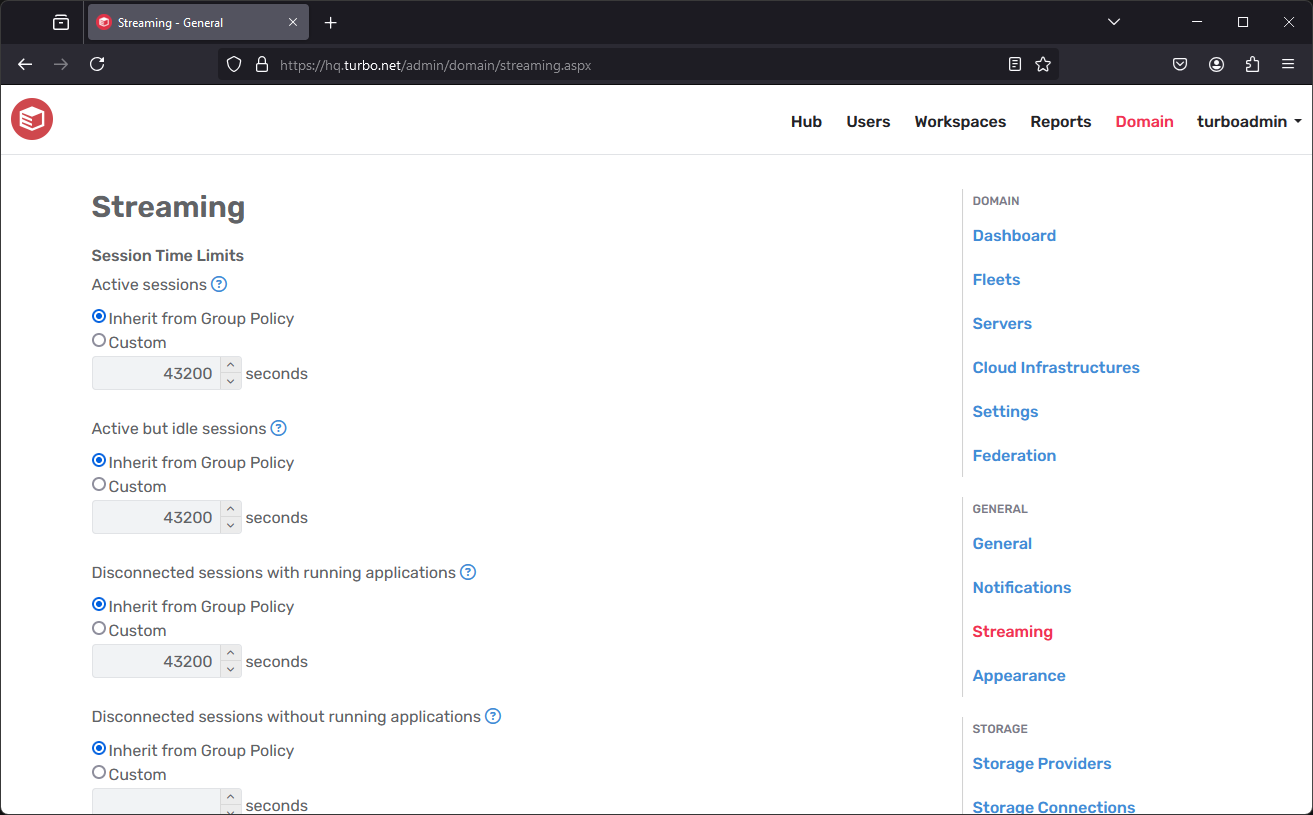 Streaming - General
https://hq.turbo.net/admin/domain/streaming.aspx
Hub Users Workspaces Reports Domain turboadmin
Streaming
Session Time Limits
Active sessions ?
Inherit from Group Policy
Custom
43200 seconds
Active but idle sessions ?
Inherit from Group Policy
Custom
43200 seconds
Disconnected sessions with running applications ?
Inherit from Group Policy
Custom
43200 seconds
Disconnected sessions without running applications ?
Inherit from Group Policy
Custom
seconds
DOMAIN
Dashboard
Fleets
Servers
Cloud Infrastructures
Settings
Federation
GENERAL
General
Notifications
Streaming
Appearance
STORAGE
Storage Providers
Storage Connections